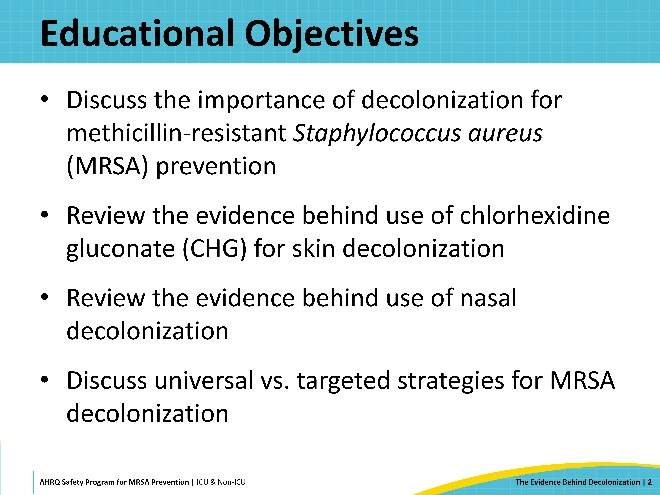 Educational Objectives
• Discuss the importance of decolonization for
methicillin-resistant Staphylococcus aureus
(MRSA) prevention
• Review the evidence behind use of chlorhexidine
gluconate (CHG) for skin decolonization
• Review the evidence behind use of nasal
decolonization
• Discuss universal vs. targeted strategies for MRSA
decolonization
AHRQ Safety Program for MRSA Prevention | ICU & Non-ICU
The Evidence Behind Decolonization | 2